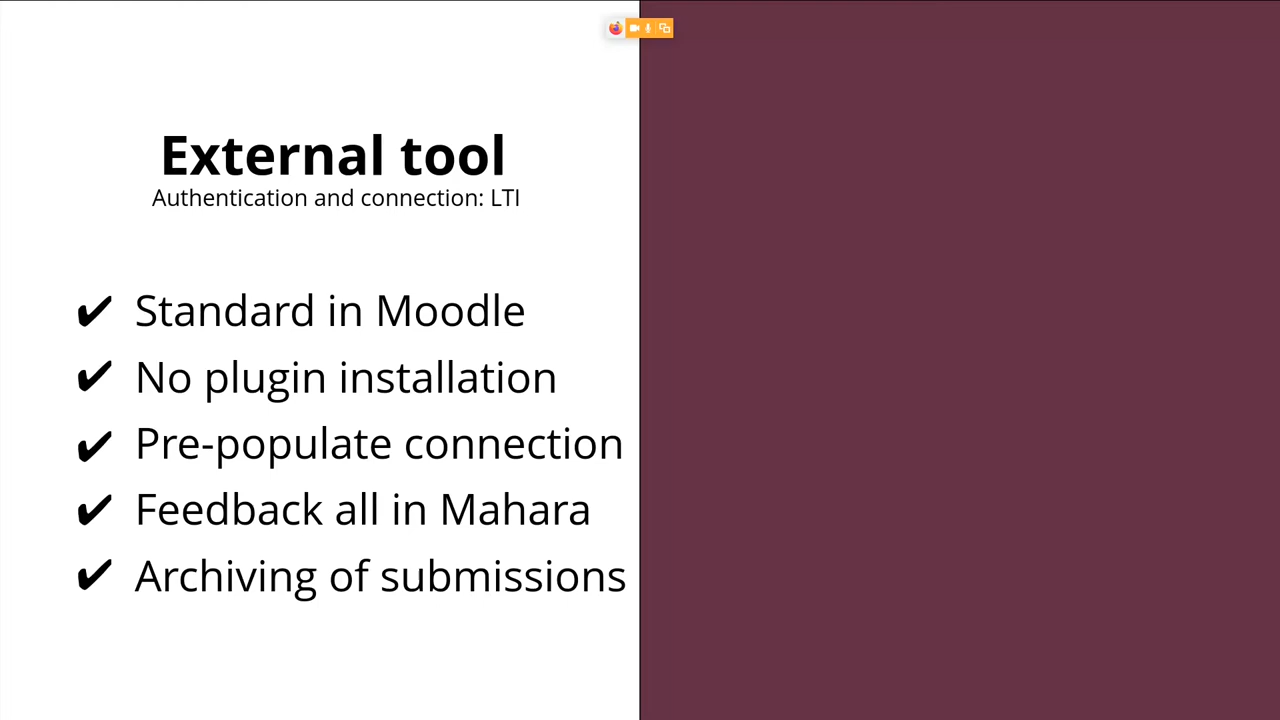 External tool
Authentication and connection: LTI
✔ Standard in Moodle
✔ No plugin installation
✔ Pre-populate connection
✔ Feedback all in Mahara
✔ Archiving of submissions